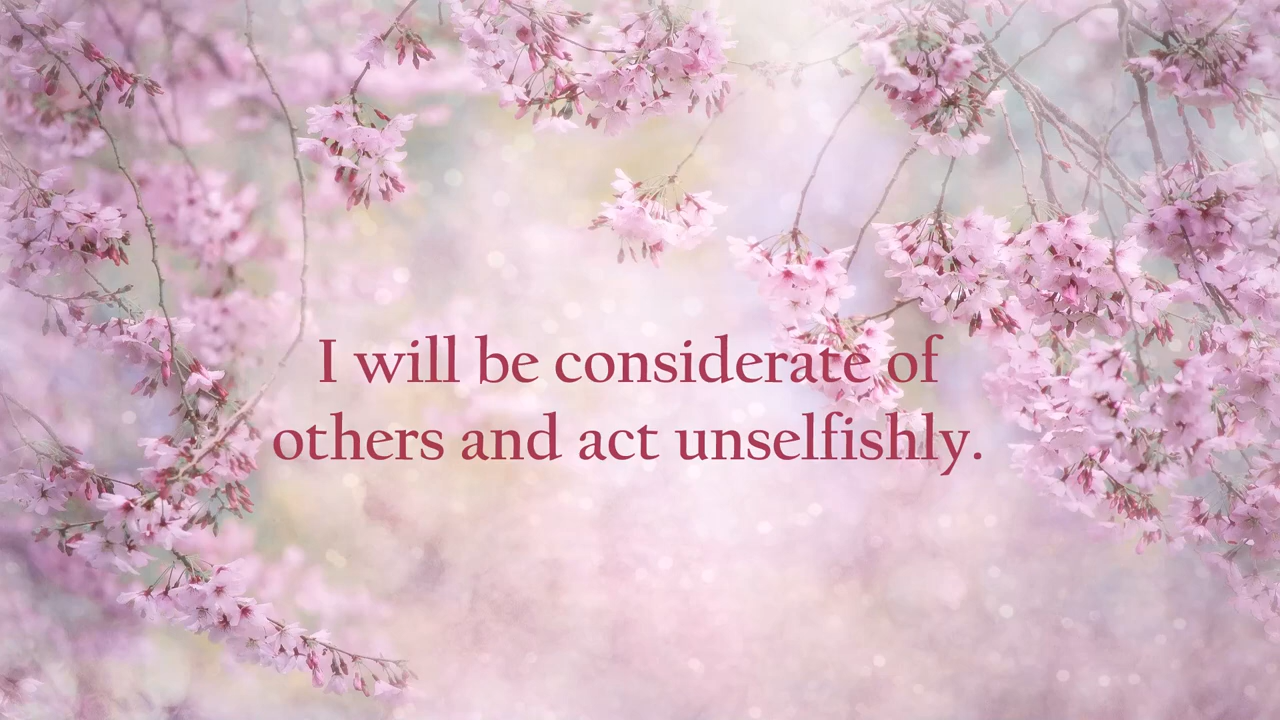 I will be considerate of
others and act unselfishly.